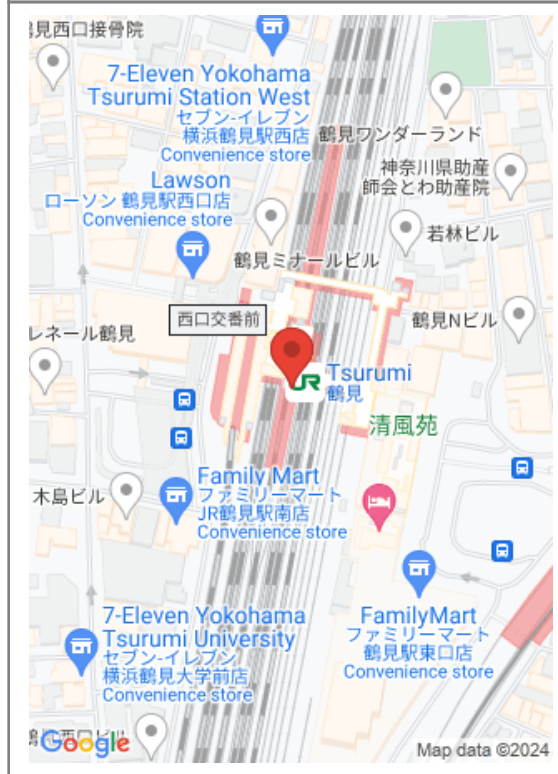 鶴見西口接骨院
7-Eleven Yokohama
Tsurumi Station West
セブン-イレブン
横浜鶴見駅西店
Convenience store
鶴見ワンダーランド
神奈川県助産
師会とわ助産院
Lawson
ローソン 鶴見駅西口店
Convenience store
若林ビル
鶴見ミナールビル
西口交番前
レネール鶴見
鶴見Nビル
JR
Tsurumi
鶴見
清風苑
Family Mart
ファミリーマート
JR鶴見駅南店
Convenience store
木島ビル
FamilyMart
ファミリーマート
鶴見駅東口店
Convenience store
7-Eleven Yokohama
Tsurumi University
セブン-イレブン
横浜鶴見大学前店
Convenience store
Google
Map data ©2024